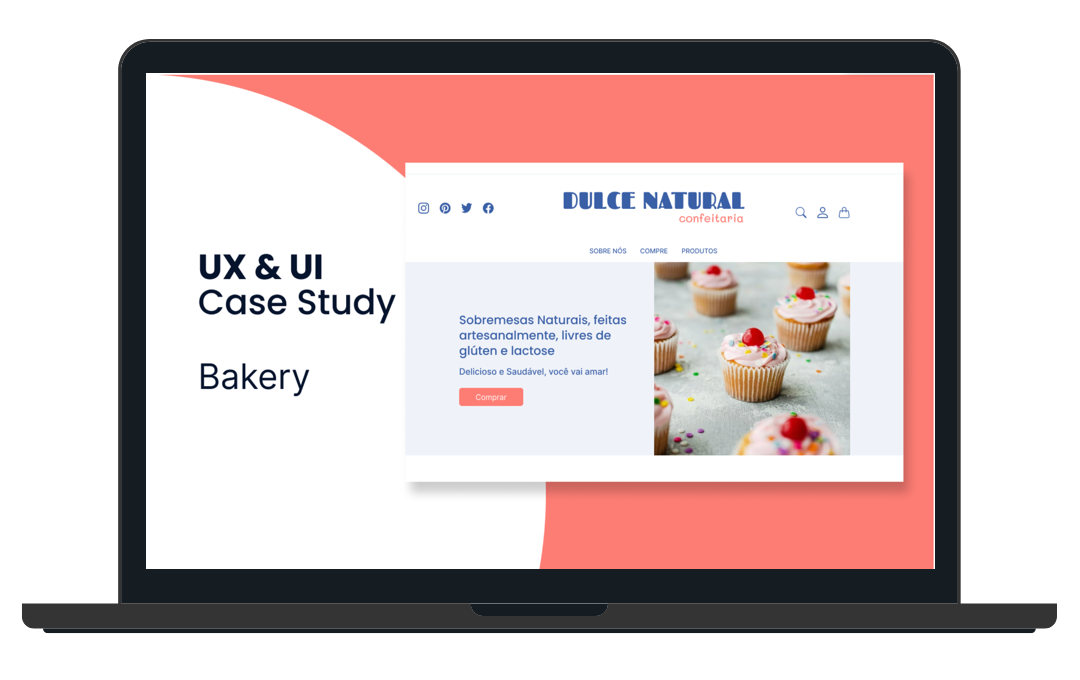 UX & UI
Case Study
Bakery
DULCE NATURAL
confeitaria
SOBRE NÓS COMPRE PRODUTOS
Sobremesas Naturais, feitas
artesanalmente, livres de
glúten e lactose
Delicioso e Saudável, você vai amar!
Comprar